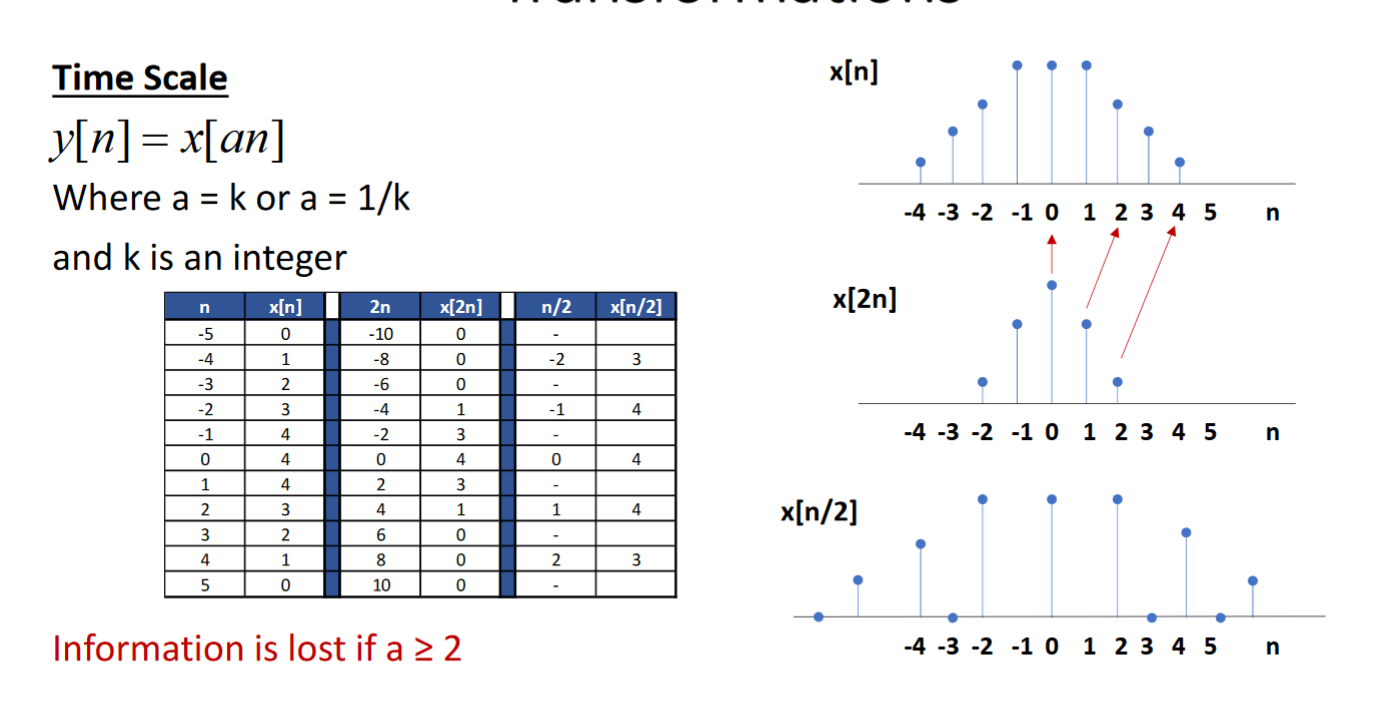 Transformations
Time Scale
y[n] = x[an]
Where a = k or a = 1/k
and k is an integer
n x[n] 2n x[2n] n/2 x[n/2]
-5 0 -10 0 -
-4 1 -8 0 -2 3
-3 2 -6 0 -
-2 3 -4 1 -1 4
-1 4 -2 3 -
0 4 0 4 0 4
1 4 2 3 -
2 3 4 1 1 4
3 2 6 0 -
4 1 8 0 2 3
5 0 10 0 -
Information is lost if a ≥ 2
x[n]
-4 -3 -2 -1 0 1 2 3 4 5 n
x[2n]
-4 -3 -2 -1 0 1 2 3 4 5 n
x[n/2]
-4 -3 -2 -1 0 1 2 3 4 5 n